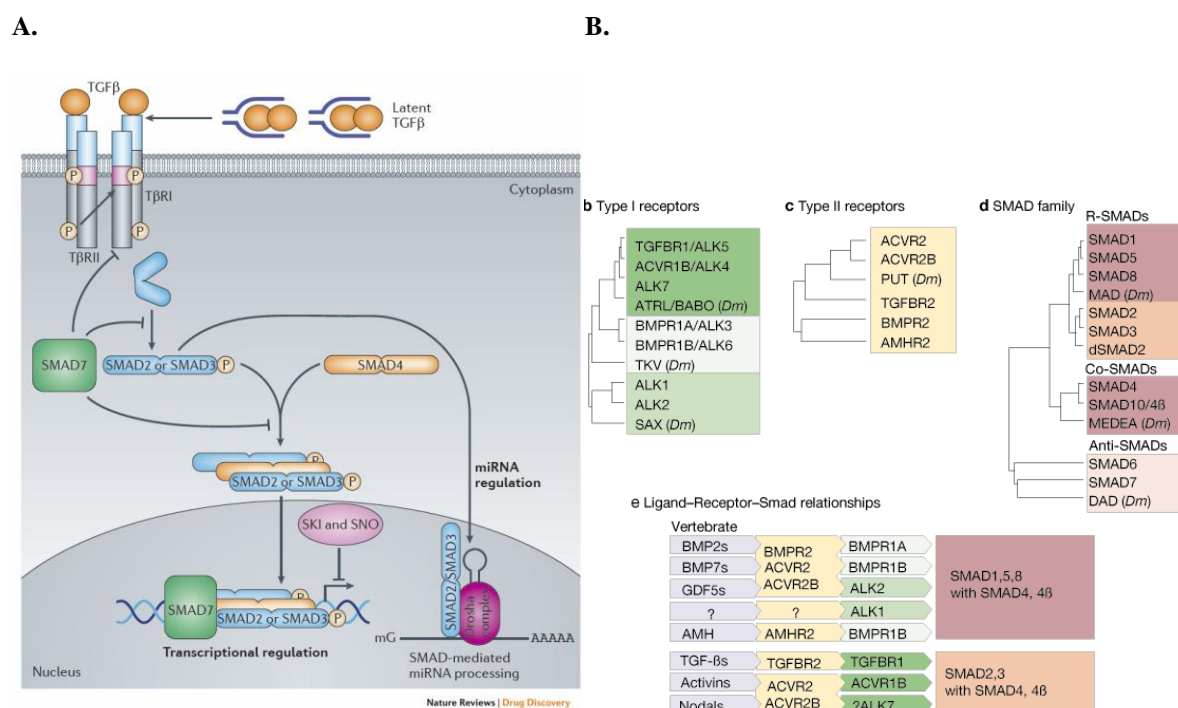 A.
B.
TGFβ
Latent
TGFβ
P
P
Cytoplasm
TβRI
P
P
TβRII
SMAD7
SMAD2 or SMAD3
P
SMAD4
P
SMAD2 or SMAD3
P
miRNA
regulation
SKI and SNO
SMAD2/SMAD3
Drosha
complex
SMAD7
P
SMAD2 or SMAD3
P
mG
AAAAA
Transcriptional regulation
SMAD-mediated
miRNA processing
Nucleus
Nature Reviews | Drug Discovery
b Type I receptors
TGFBR1/ALK5
ACVR1B/ALK4
ALK7
ATRL/BABO (Dm)
BMPR1A/ALK3
BMPR1B/ALK6
TKV (Dm)
ALK1
ALK2
SAX (Dm)
c Type II receptors
ACVR2
ACVR2B
PUT (Dm)
TGFBR2
BMPR2
AMHR2
d SMAD family
R-SMADs
SMAD1
SMAD5
SMAD8
MAD (Dm)
SMAD2
SMAD3
dSMAD2
Co-SMADs
SMAD4
SMAD10/4ß
MEDEA (Dm)
Anti-SMADs
SMAD6
SMAD7
DAD (Dm)
e Ligand–Receptor–Smad relationships
Vertebrate
BMP2s
BMP7s
GDF5s
?
AMH
BMPR2
ACVR2
ACVR2B
?
AMHR2
BMPR1A
BMPR1B
ALK2
ALK1
BMPR1B
SMAD1,5,8
with SMAD4, 4ß
TGF-ßs
Activins
Nodals
TGFBR2
ACVR2
ACVR2B
TGFBR1
ACVR1B
?ALK7
SMAD2,3
with SMAD4, 4ß